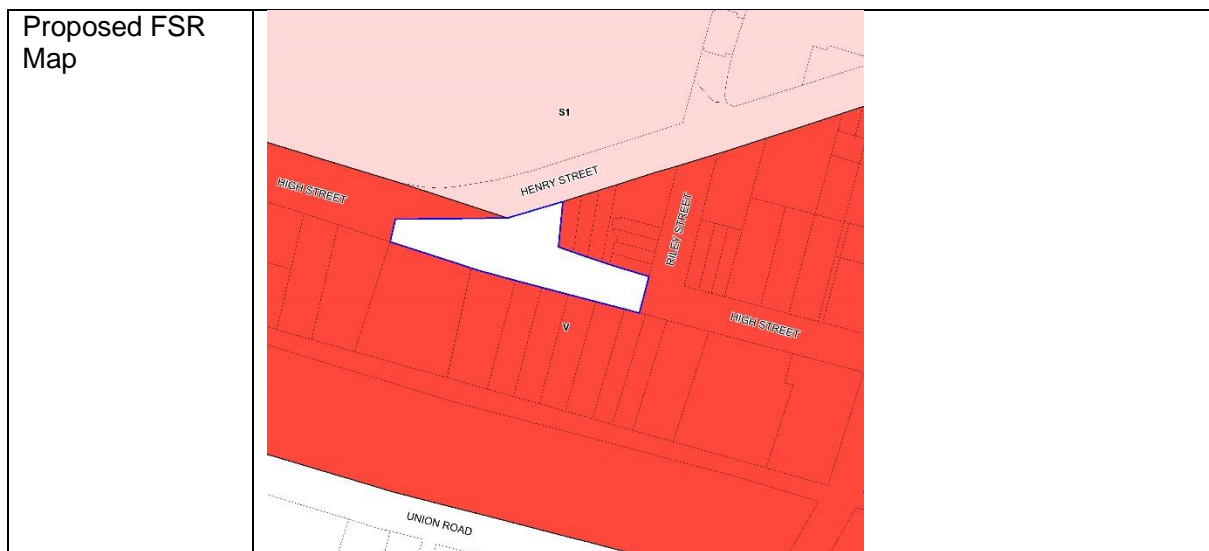 Proposed FSR
Map
S1
HENRY STREET
HIGH STREET
RILEY STREET
HIGH STREET
V
UNION ROAD